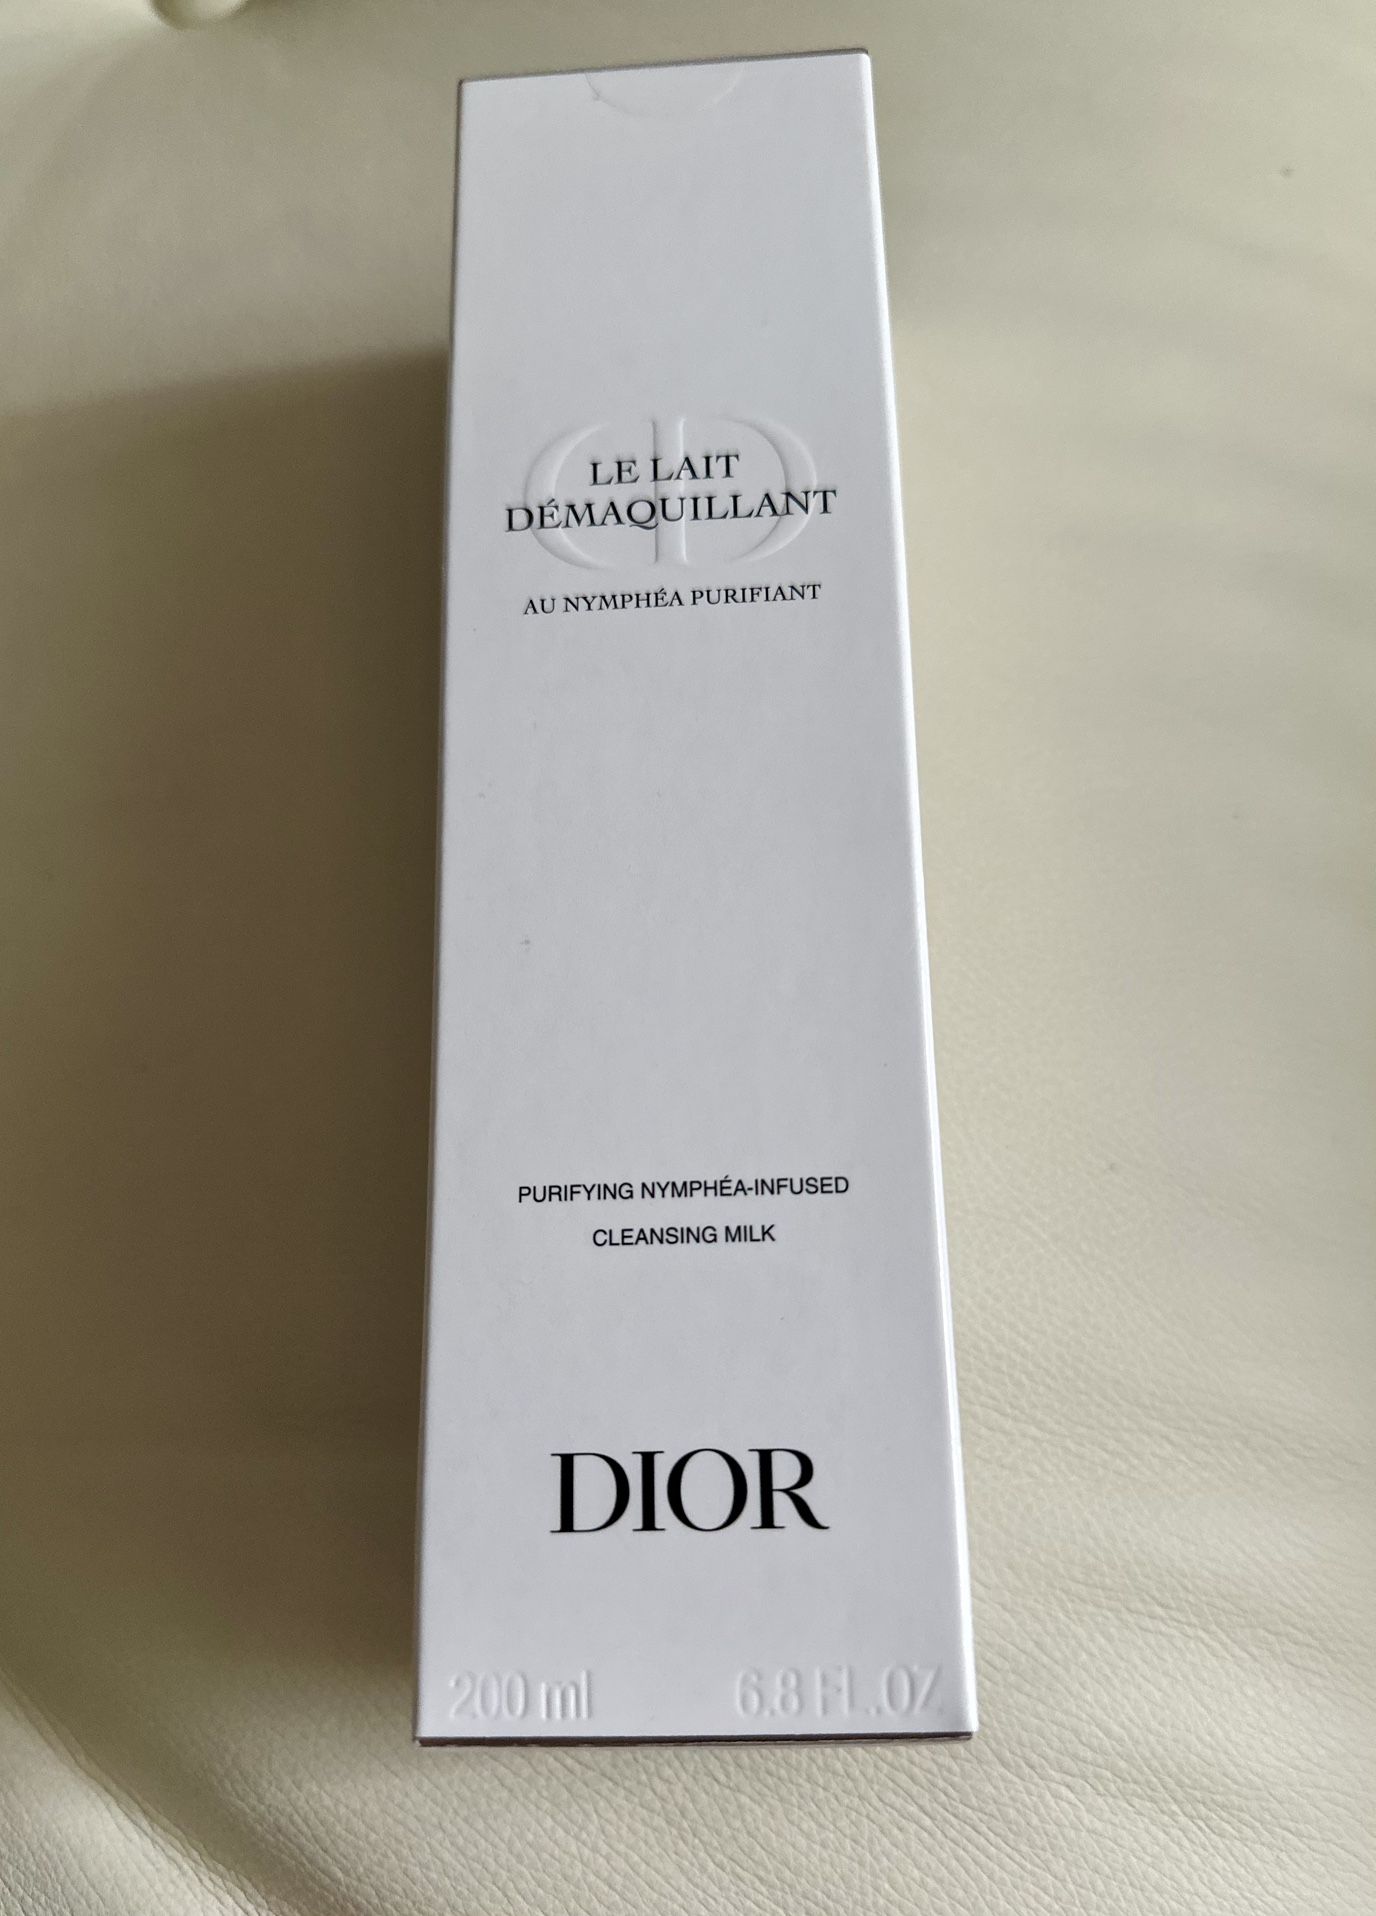 LE LAIT
DÉMAQUILLANT
AU NYMPHÉA PURIFIANT
PURIFYING NYMPHÉA-INFUSED
CLEANSING MILK
DIOR
200 ml 6.8 FL.OZ